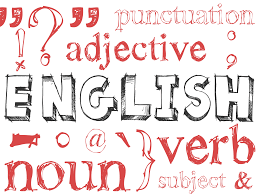 " ! ? " punctuation
adjective ;
ENGLISH
" - • @ ` } verb
noun subject &